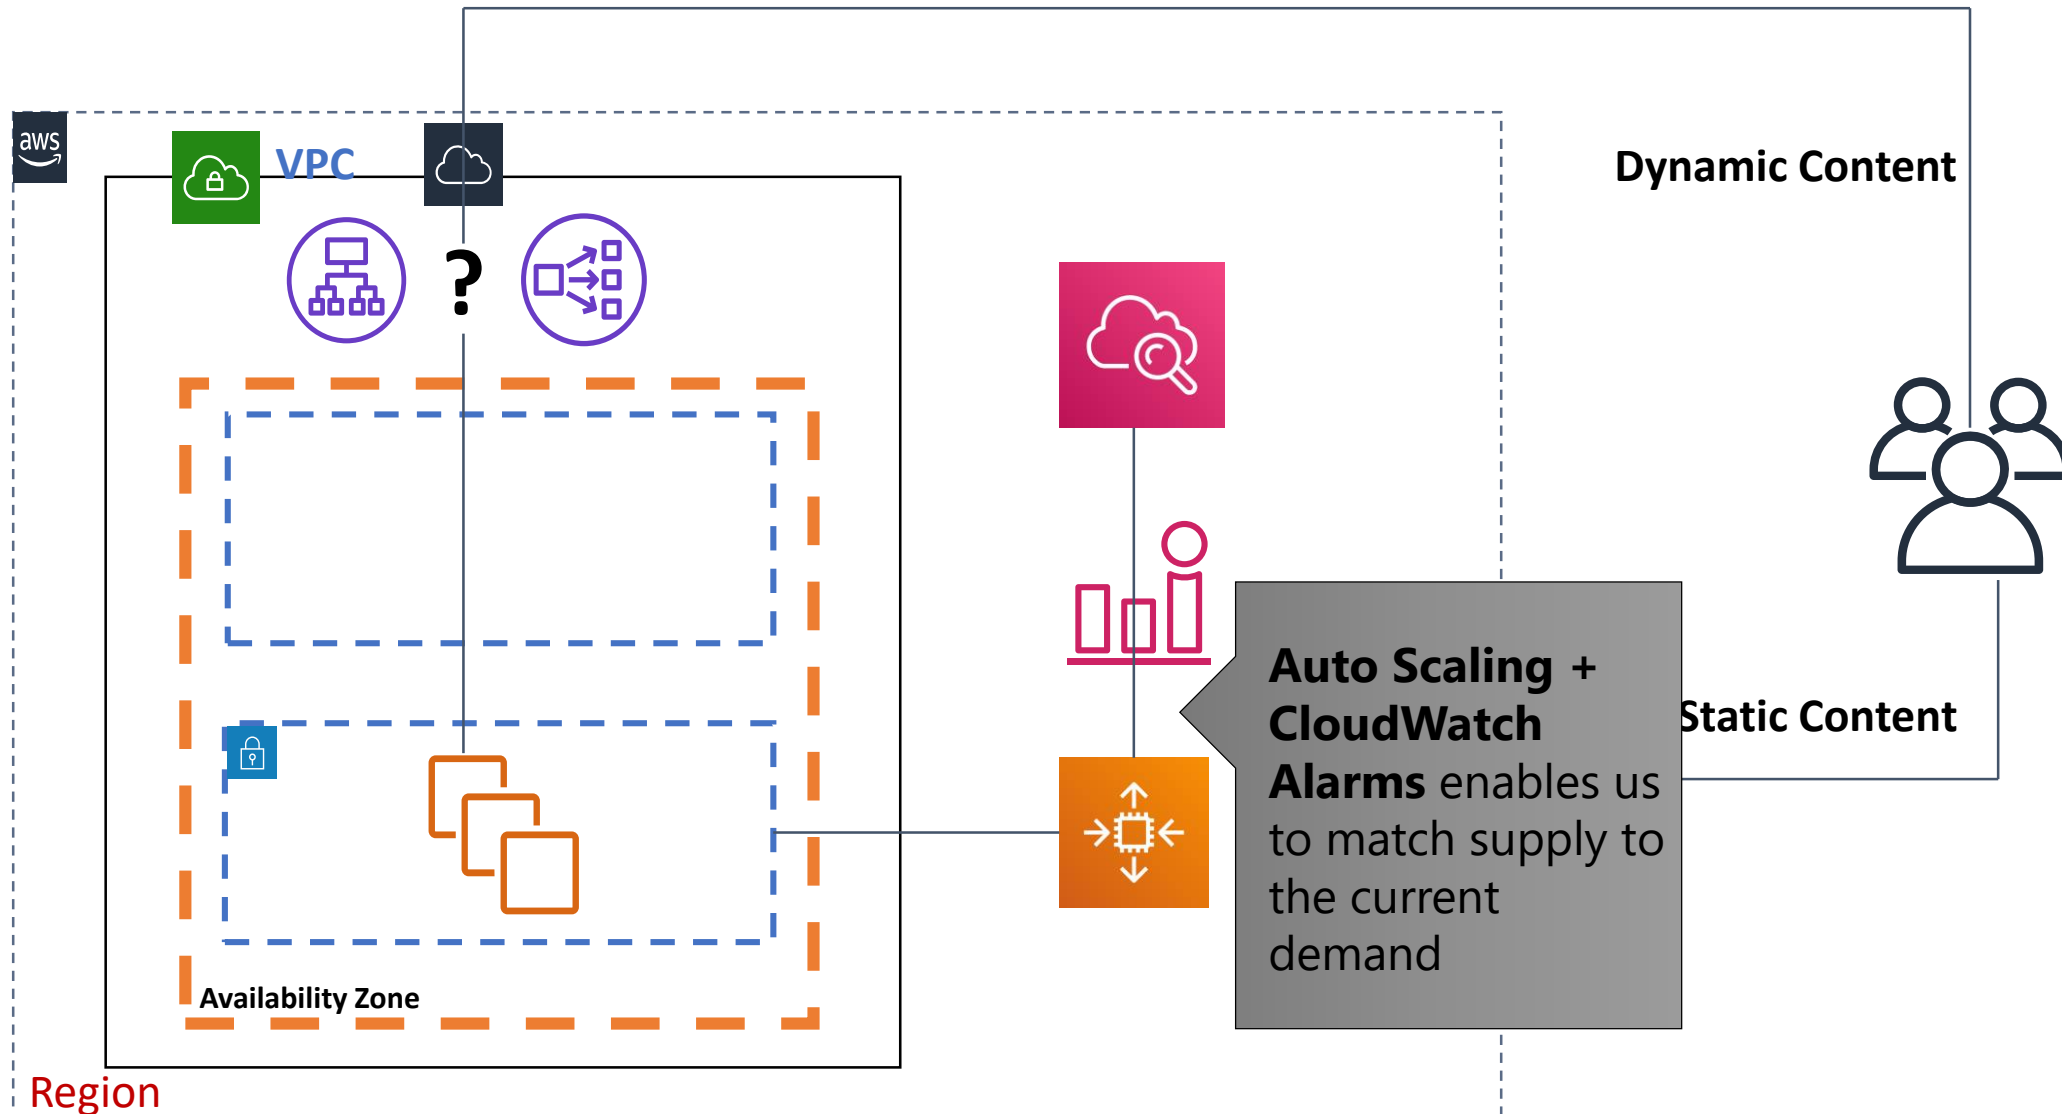 aws
VPC
?
Dynamic Content
Auto Scaling +
CloudWatch
Alarms enables us
to match supply to
the current
demand
Static Content
Availability Zone
Region